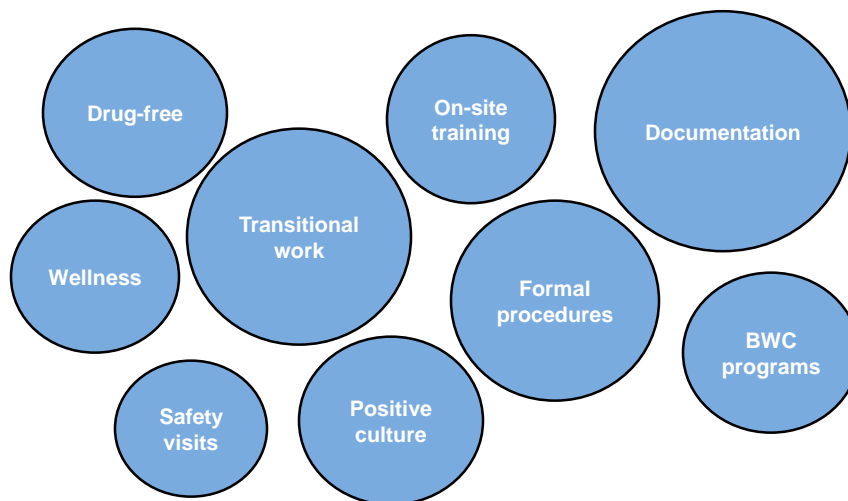 Drug-free
On-site
training
Documentation
Transitional
work
Wellness
Formal
procedures
BWC
programs
Safety
visits
Positive
culture